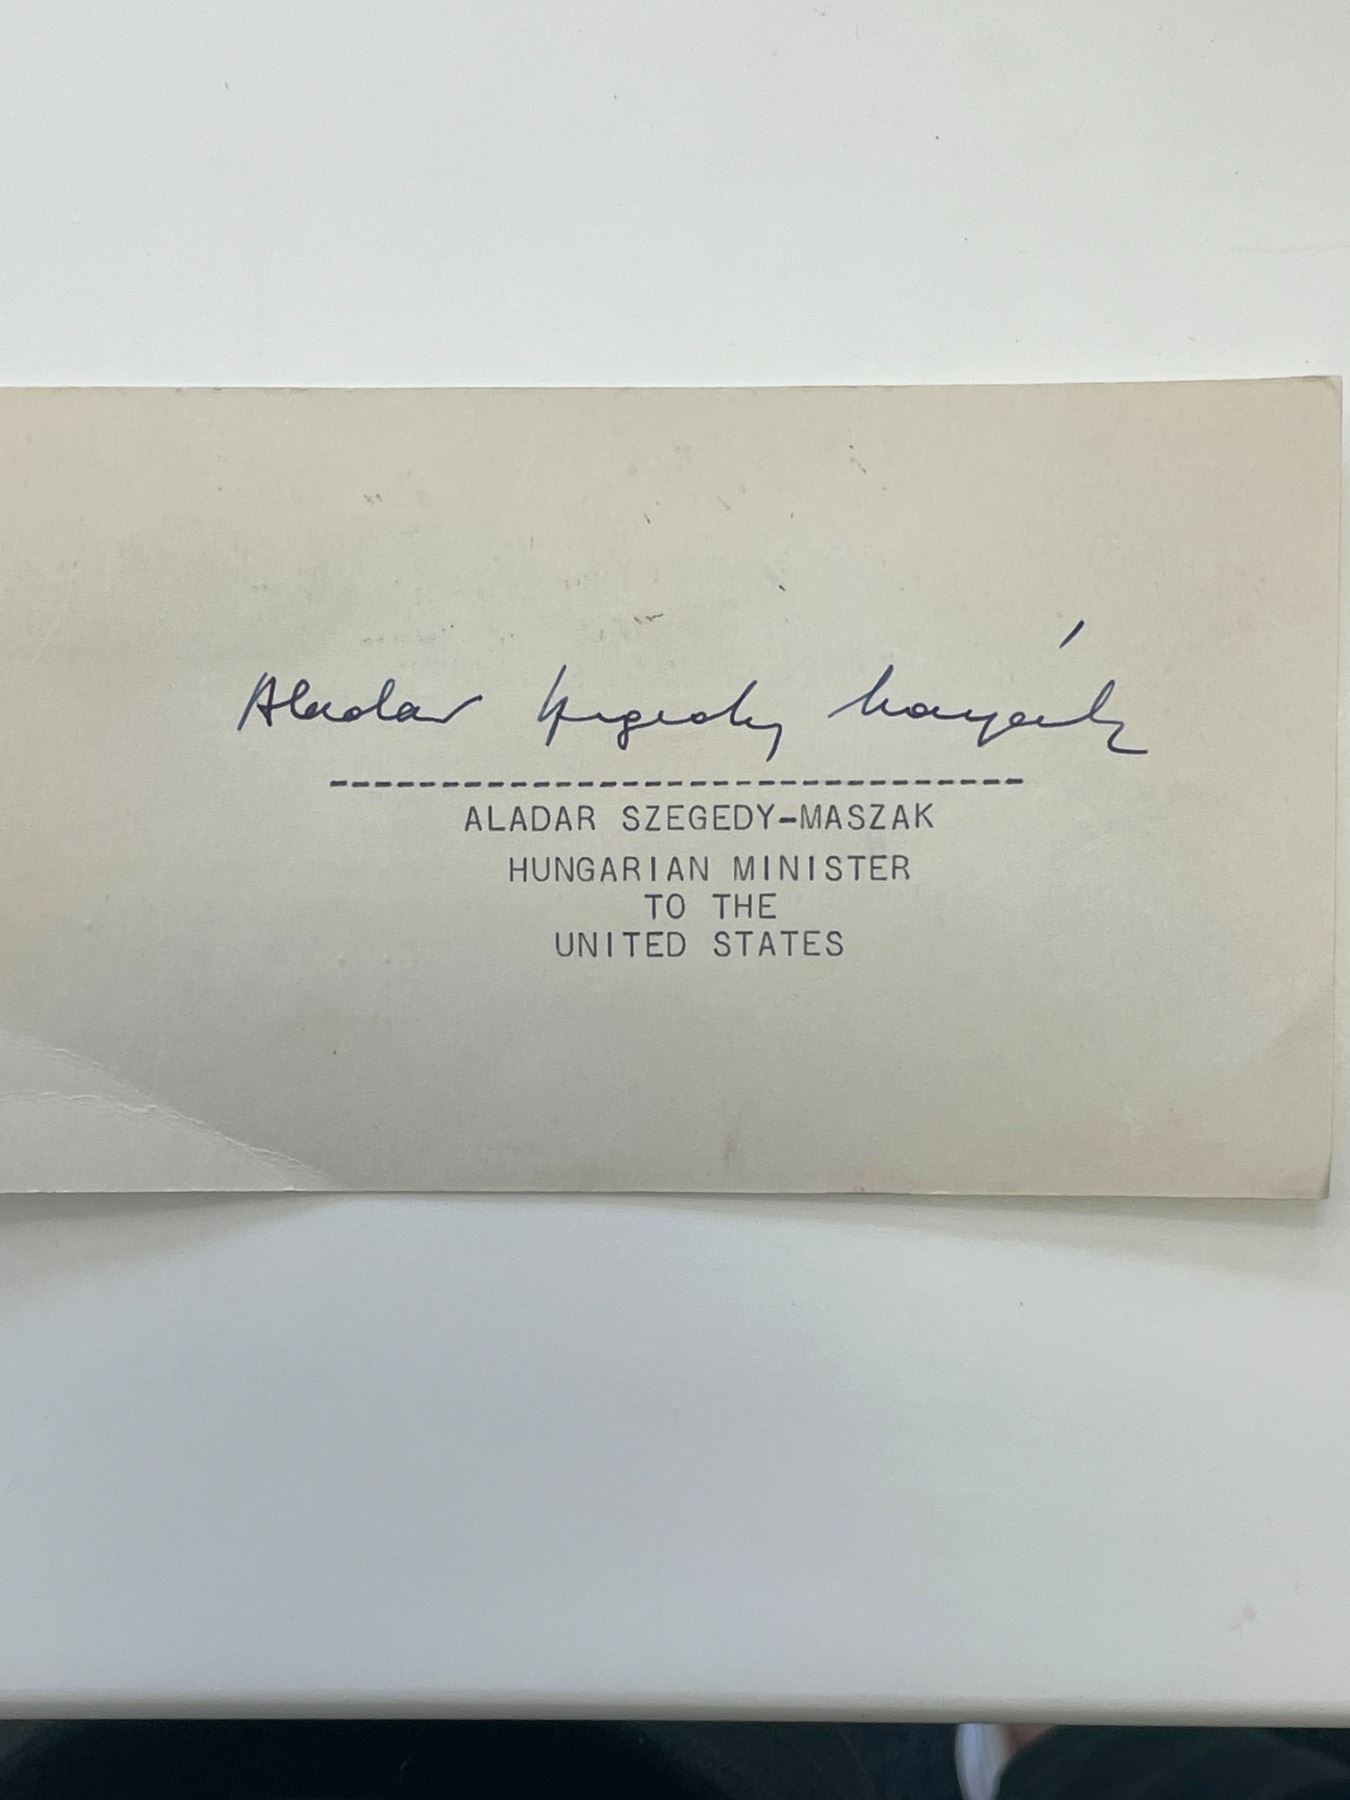 Aladar Szegedy Maszák
--------------------------------
ALADAR SZEGEDY-MASZAK
HUNGARIAN MINISTER
TO THE
UNITED STATES